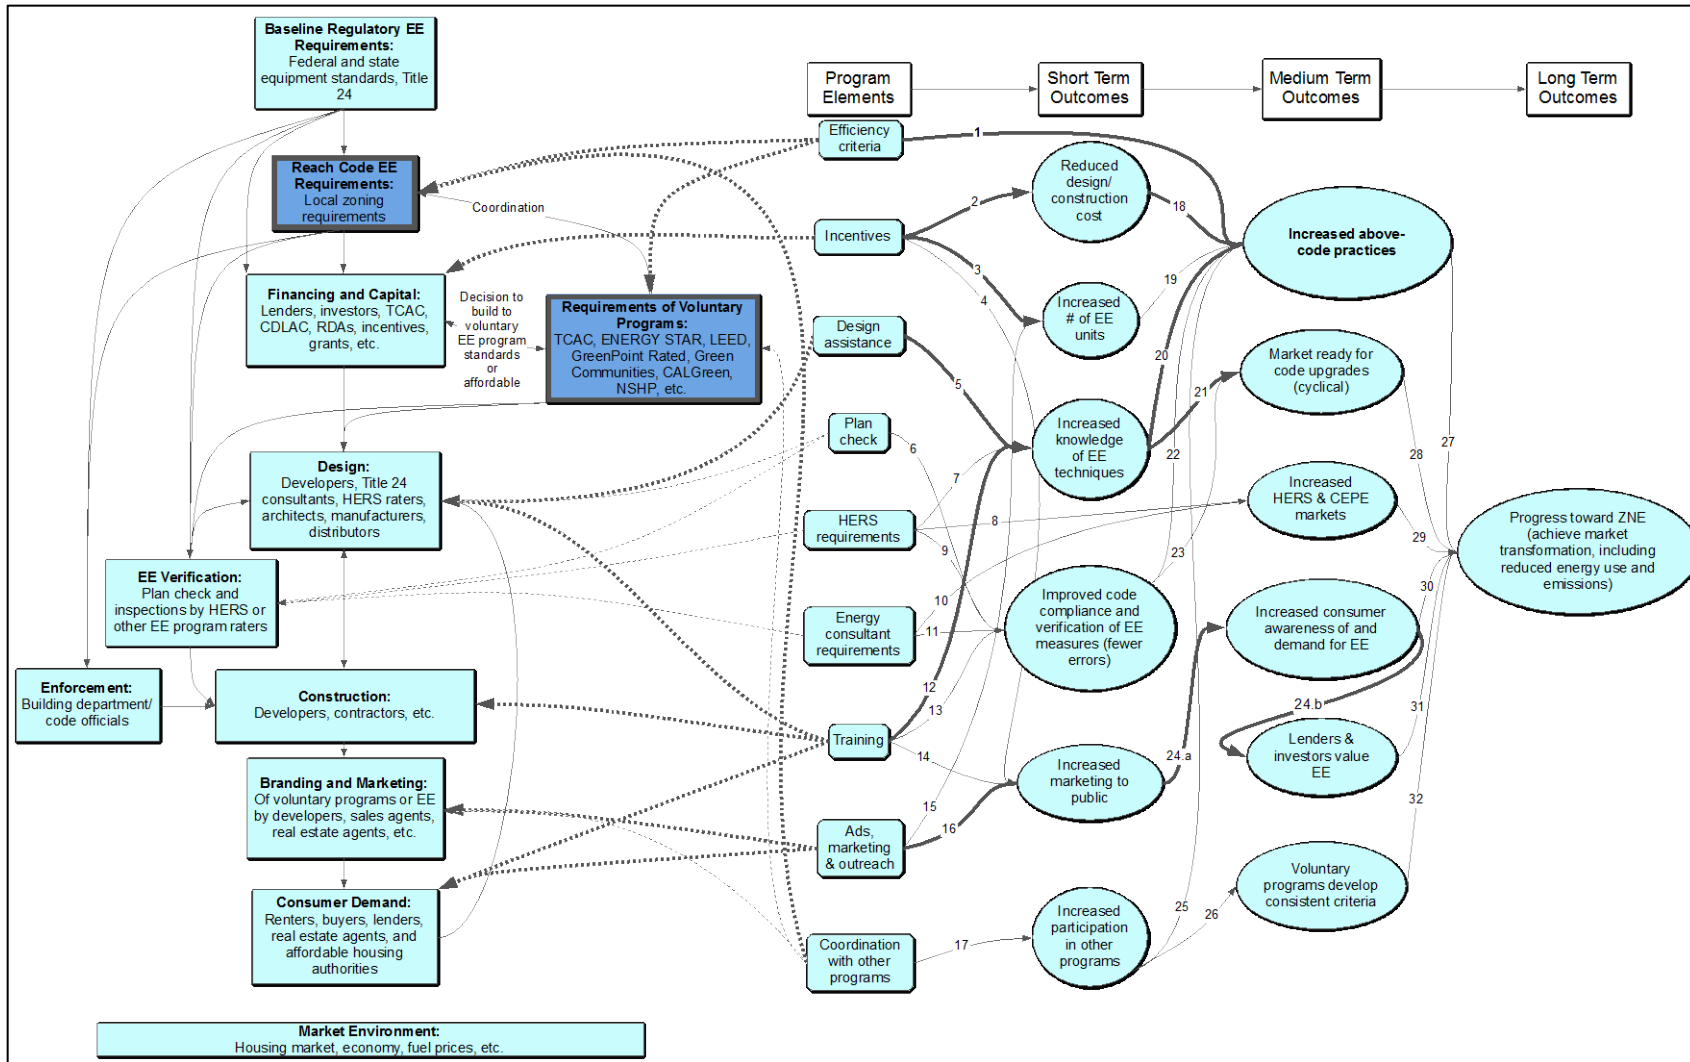 Baseline Regulatory EE
Requirements:
Federal and state
equipment standards, Title
24
Reach Code EE
Requirements:
Local zoning
requirements
Coordination
Financing and Capital:
Lenders, investors, TCAC,
CDLAC, RDAs, incentives,
grants, etc.
Decision to
build to
voluntary
EE program
standards
or
affordable
Requirements of Voluntary
Programs:
TCAC, ENERGY STAR, LEED,
GreenPoint Rated, Green
Communities, CALGreen,
NSHP, etc.
Design:
Developers, Title 24
consultants, HERS raters,
architects, manufacturers,
distributors
EE Verification:
Plan check and
inspections by HERS or
other EE program raters
Enforcement:
Building department/
code officials
Construction:
Developers, contractors, etc.
Branding and Marketing:
Of voluntary programs or EE
by developers, sales agents,
real estate agents, etc.
Consumer Demand:
Renters, buyers, lenders,
real estate agents, and
affordable housing
authorities
Market Environment:
Housing market, economy, fuel prices, etc.
Program
Elements
Short Term
Outcomes
Medium Term
Outcomes
Long Term
Outcomes
Efficiency
criteria
Incentives
Design
assistance
Plan
check
HERS
requirements
Energy
consultant
requirements
Training
Ads,
marketing
& outreach
Coordination
with other
programs
1
2
3
4
5
6
7
8
9
10
11
12
13
14
15
16
17
Reduced
design/
construction
cost
Increased
# of EE
units
Increased
knowledge
of EE
techniques
Improved code
compliance and
verification of EE
measures (fewer
errors)
Increased
marketing to
public
Increased
participation
in other
programs
18
19
20
21
22
23
24.a
24.b
25
26
Increased above-
code practices
Market ready for
code upgrades
(cyclical)
Increased
HERS & CEPE
markets
Increased consumer
awareness of and
demand for EE
Lenders &
investors value
EE
Voluntary
programs develop
consistent criteria
27
28
29
30
31
32
Progress toward ZNE
(achieve market
transformation, including
reduced energy use and
emissions)